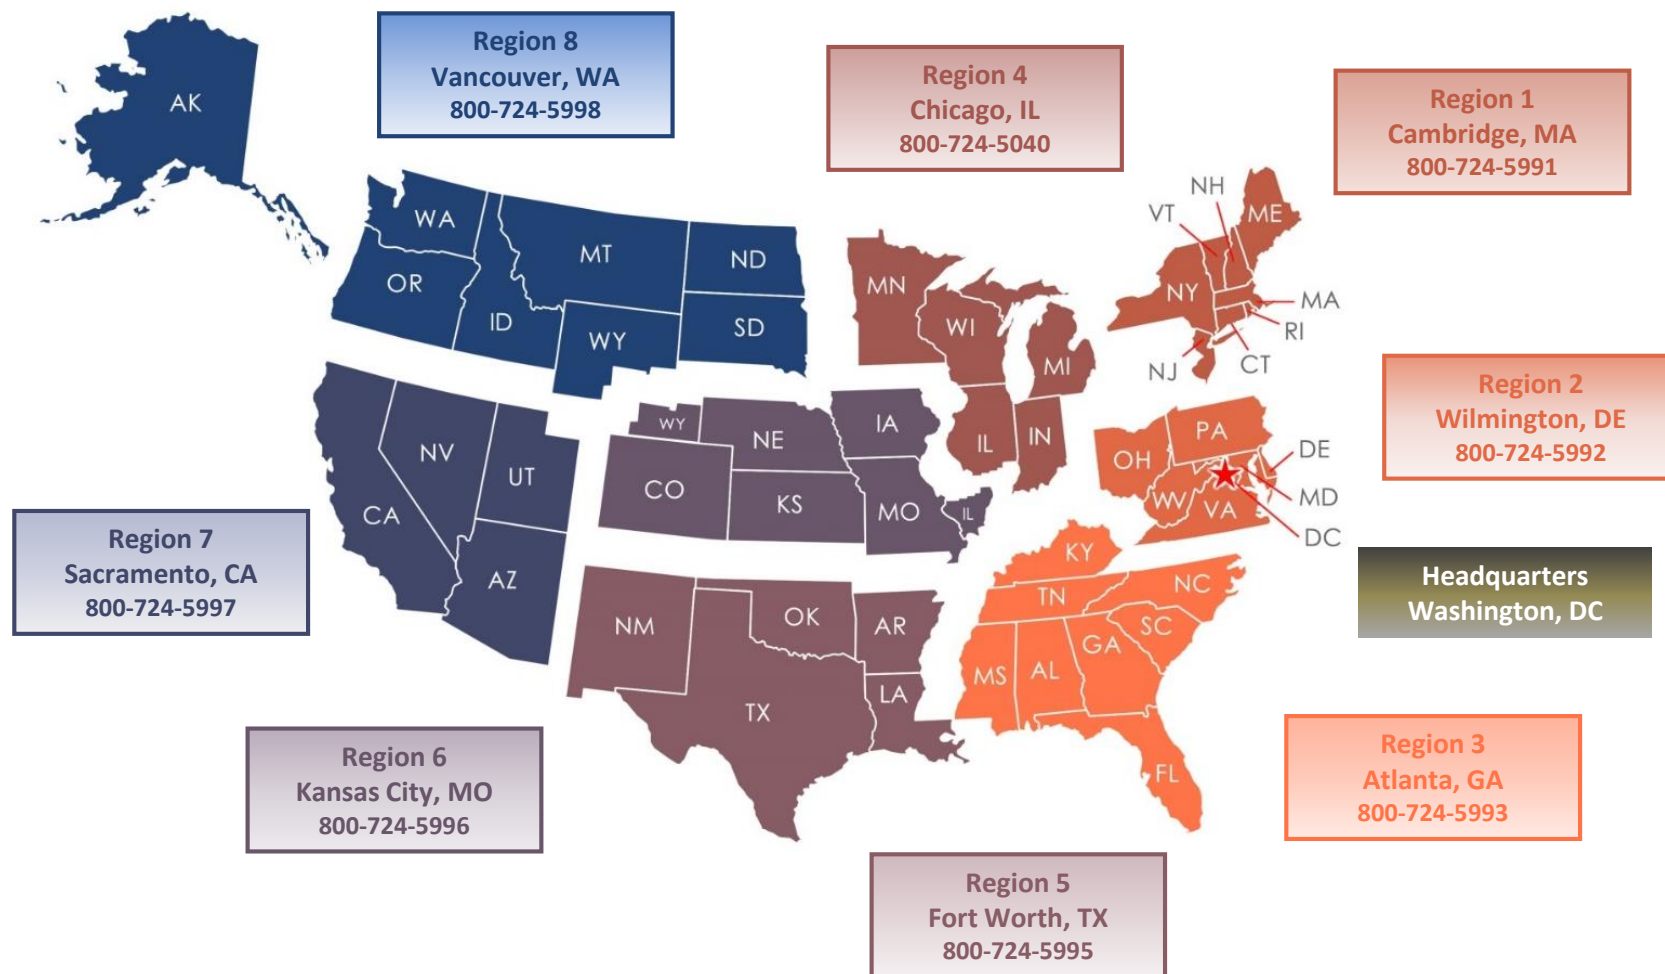 Region 8
Vancouver, WA
800-724-5998
Region 4
Chicago, IL
800-724-5040
Region 1
Cambridge, MA
800-724-5991
AK
WA
OR
ID
MT
WY
ND
SD
MN
WI
MI
IL
IN
NH
VT
ME
NY
MA
RI
CT
NJ
Region 2
Wilmington, DE
800-724-5992
PA
OH
WV
VA
DE
MD
DC
CA
NV
UT
AZ
WY
NE
IA
CO
KS
MO
IL
Region 7
Sacramento, CA
800-724-5997
Headquarters
Washington, DC
KY
TN
NC
SC
GA
AL
MS
FL
NM
OK
AR
TX
LA
Region 6
Kansas City, MO
800-724-5996
Region 3
Atlanta, GA
800-724-5993
Region 5
Fort Worth, TX
800-724-5995